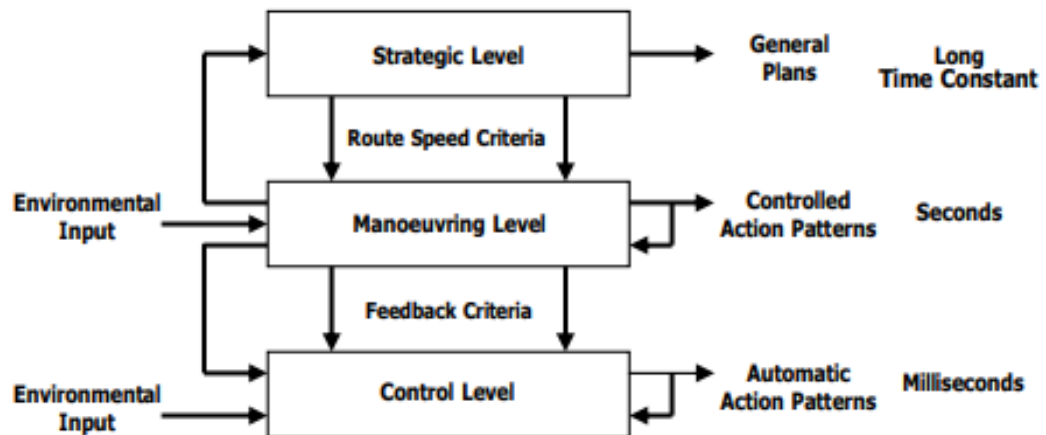 Strategic Level
General
Plans
Long
Time Constant
Route Speed Criteria
Environmental
Input
Manoeuvring Level
Controlled
Action Patterns
Seconds
Feedback Criteria
Environmental
Input
Control Level
Automatic
Action Patterns
Milliseconds